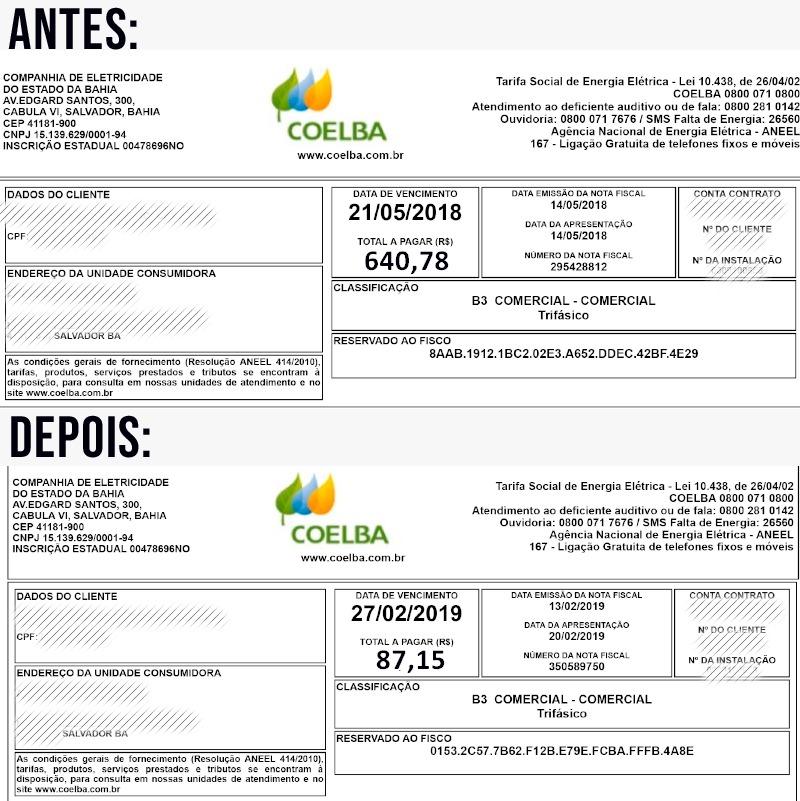 ANTES:
COMPANHIA DE ELETRICIDADE
DO ESTADO DA BAHIA
AV.EDGARD SANTOS, 300,
CABULA VI, SALVADOR, BAHIA
CEP 41181-900
CNPJ 15.139.629/0001-94
INSCRIÇÃO ESTADUAL 00478696NO
COELBA
www.coelba.com.br
Tarifa Social de Energia Elétrica - Lei 10.438, de 26/04/02
COELBA 0800 071 0800
Atendimento ao deficiente auditivo ou de fala: 0800 281 0142
Ouvidoria: 0800 071 7676 / SMS Falta de Energia: 26560
Agência Nacional de Energia Elétrica - ANEEL
167 - Ligação Gratuita de telefones fixos e móveis
DADOS DO CLIENTE
CPF:
ENDEREÇO DA UNIDADE CONSUMIDORA
SALVADOR BA
As condições gerais de fornecimento (Resolução ANEEL 414/2010),
tarifas, produtos, serviços prestados e tributos se encontram à
disposição, para consulta em nossas unidades de atendimento e no
site www.coelba.com.br
DATA DE VENCIMENTO
21/05/2018
TOTAL A PAGAR (R$)
640,78
DATA EMISSÃO DA NOTA FISCAL
14/05/2018
DATA DA APRESENTAÇÃO
14/05/2018
NÚMERO DA NOTA FISCAL
295428812
CONTA CONTRATO
Nº DO CLIENTE
Nº DA INSTALAÇÃO
CLASSIFICAÇÃO
B3 COMERCIAL - COMERCIAL
Trifásico
RESERVADO AO FISCO
8AAB.1912.1BC2.02E3.A652.DDEC.42BF.4E29
DEPOIS:
COMPANHIA DE ELETRICIDADE
DO ESTADO DA BAHIA
AV.EDGARD SANTOS, 300,
CABULA VI, SALVADOR, BAHIA
CEP 41181-900
CNPJ 15.139.629/0001-94
INSCRIÇÃO ESTADUAL 00478696NO
COELBA
www.coelba.com.br
Tarifa Social de Energia Elétrica - Lei 10.438, de 26/04/02
COELBA 0800 071 0800
Atendimento ao deficiente auditivo ou de fala: 0800 281 0142
Ouvidoria: 0800 071 7676 / SMS Falta de Energia: 26560
Agência Nacional de Energia Elétrica - ANEEL
167 - Ligação Gratuita de telefones fixos e móveis
DADOS DO CLIENTE
CPF:
ENDEREÇO DA UNIDADE CONSUMIDORA
SALVADOR BA
As condições gerais de fornecimento (Resolução ANEEL 414/2010),
tarifas, produtos, serviços prestados e tributos se encontram à
disposição, para consulta em nossas unidades de atendimento e no
site www.coelba.com.br
DATA DE VENCIMENTO
27/02/2019
TOTAL A PAGAR (R$)
87,15
DATA EMISSÃO DA NOTA FISCAL
13/02/2019
DATA DA APRESENTAÇÃO
20/02/2019
NÚMERO DA NOTA FISCAL
350589750
CONTA CONTRATO
Nº DO CLIENTE
Nº DA INSTALAÇÃO
CLASSIFICAÇÃO
B3 COMERCIAL - COMERCIAL
Trifásico
RESERVADO AO FISCO
0153.2C57.7B62.F12B.E79E.FCBA.FFFB.4A8E